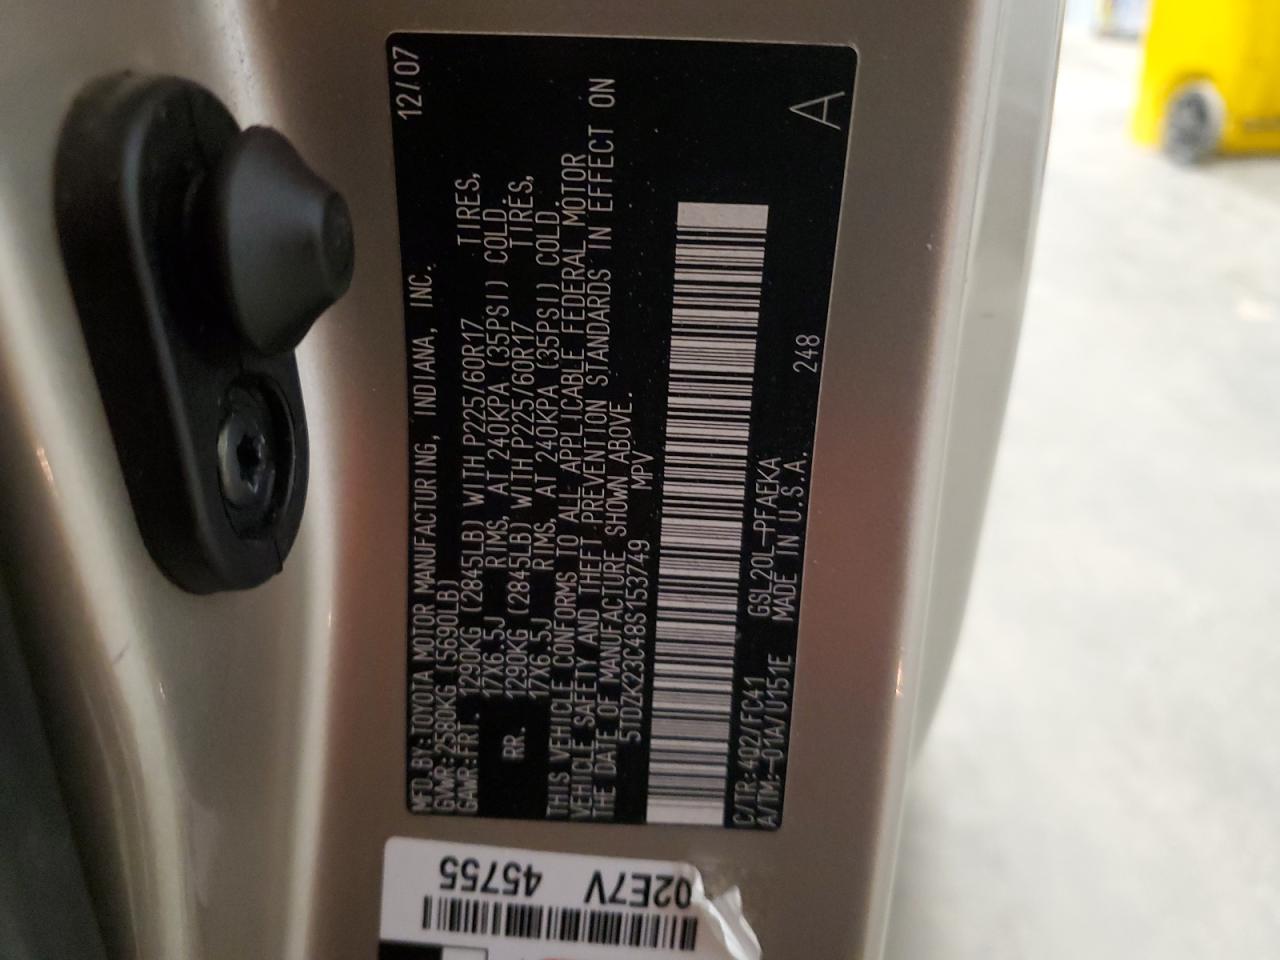 12/07
MFD.BY:TOYOTA MOTOR MANUFACTURING, INDIANA, INC.
GVWR:2580KG(5690LB)
GAWR:FRT. 1290KG (2845LB) WITH P225/60R17 TIRES,
17X6.5J RIMS, AT 240KPA (35PSI) COLD
RR. 1290KG (2845LB) WITH P225/60R17 TIRES,
17X6.5J RIMS, AT 240KPA (35PSI) COLD.
THIS VEHICLE CONFORMS TO ALL APPLICABLE FEDERAL MOTOR
VEHICLE SAFETY AND THEFT PREVENTION STANDARDS IN EFFECT ON
THE DATE OF MANUFACTURE SHOWN ABOVE.
5TDZK23C48S153749 MPV
C/TR:4Q2/FC41 GSL20L-PFAEKA
A/TM:-01A/U151E MADE IN U.S.A. 248
A
02E7V 45755